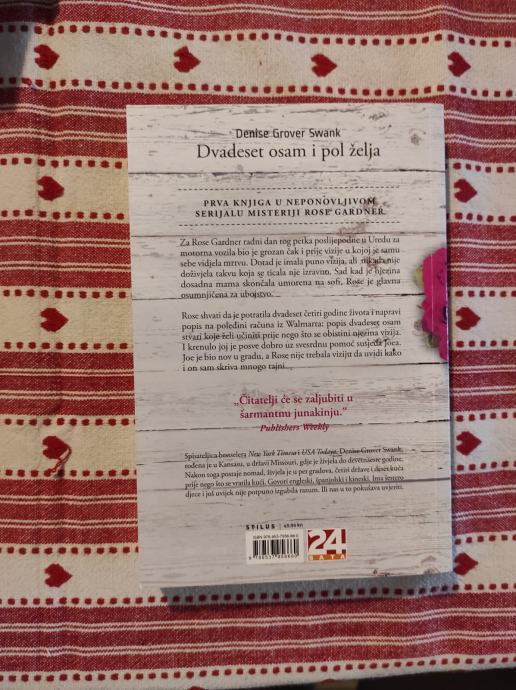 Denise Grover Swank
Dvadeset osam i pol želja
PRVA KNJIGA U NEPONOVLJIVOM
SERIJALU MISTERIJI ROSE GARDNER
Za Rose Gardner radni dan tog petka poslijepodne u Uredu za
motorna vozila bio je grozan čak i prije vizije u kojoj je samu
sebe vidjela mrtvu. Dotad je imala puno vizija, ali nikada nije
doživjela takvu koja se ticala nje izravno. Sad kad je njezina
dosadna mama skončala umorena na sofi, Rose je glavna
osumnjičena za ubojstvo.
Rose shvati da je potratila dvadeset četiri godine života i napravi
popis na poleđini računa iz Walmarta: popis dvadeset osam
stvari koje želi učiniti prije nego što se obistini njezina vizija.
I krenulo joj je posve dobro uz svesrdnu pomoć susjeda Joea.
Joe je bio nov u gradu, a Rose nije trebala viziju da uvidi kako
i on sam skriva mnogo tajni...
„Čitatelji će se zaljubiti u
šarmantnu junakinju.”
Publishers Weekly
Spisateljica bestselera New York Timesa i USA Todaya, Denise Grover Swank,
rođena je u Kansasu, u državi Missouri, gdje je živjela do devetnaeste godine.
Nakon toga postaje nomad, živjela je u pet gradova, četiri države i deset kuća
prije nego što se vratila kući. Govori engleski, španjolski i kineski. Ima šestero
djece i još uvijek nije potpuno izgubila razum. Ili nas u to pokušava uvjeriti.
SPILUS
24
SATA